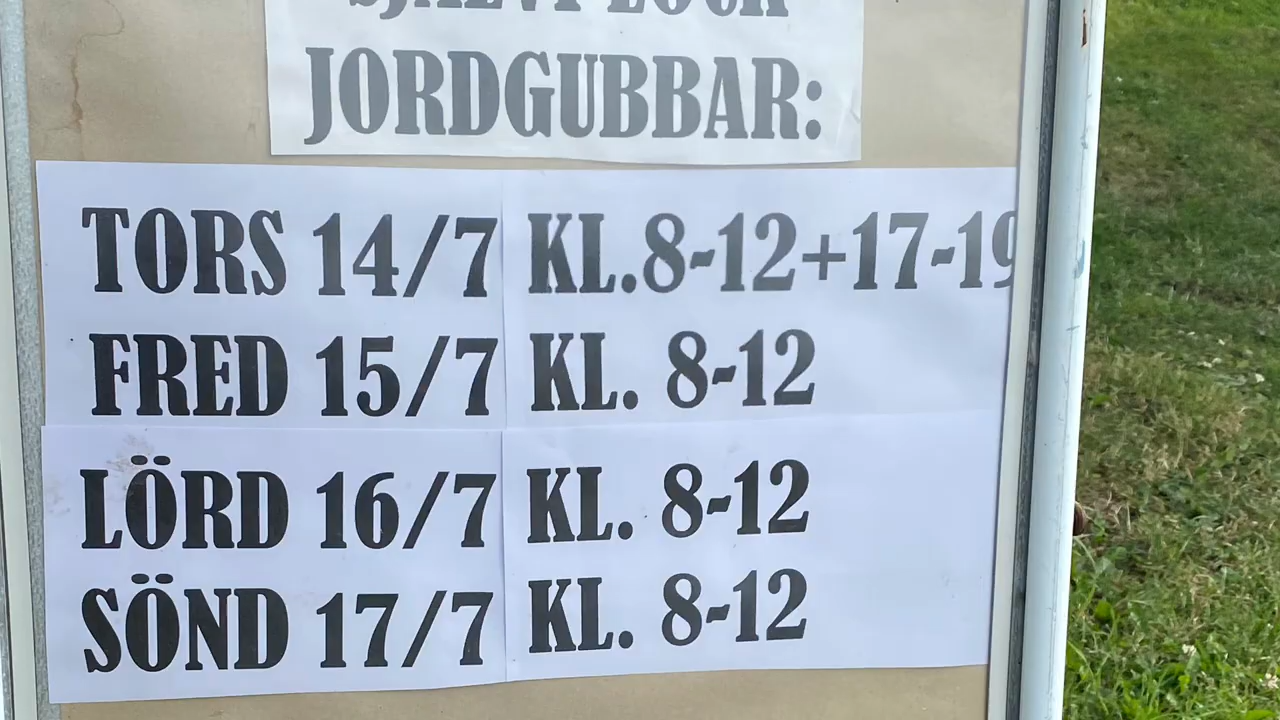 SJÄLVPLOCK
JORDGUBBAR:
TORS 14/7 KL.8-12+17-19
FRED 15/7 KL. 8-12
LÖRD 16/7 KL. 8-12
SÖND 17/7 KL. 8-12